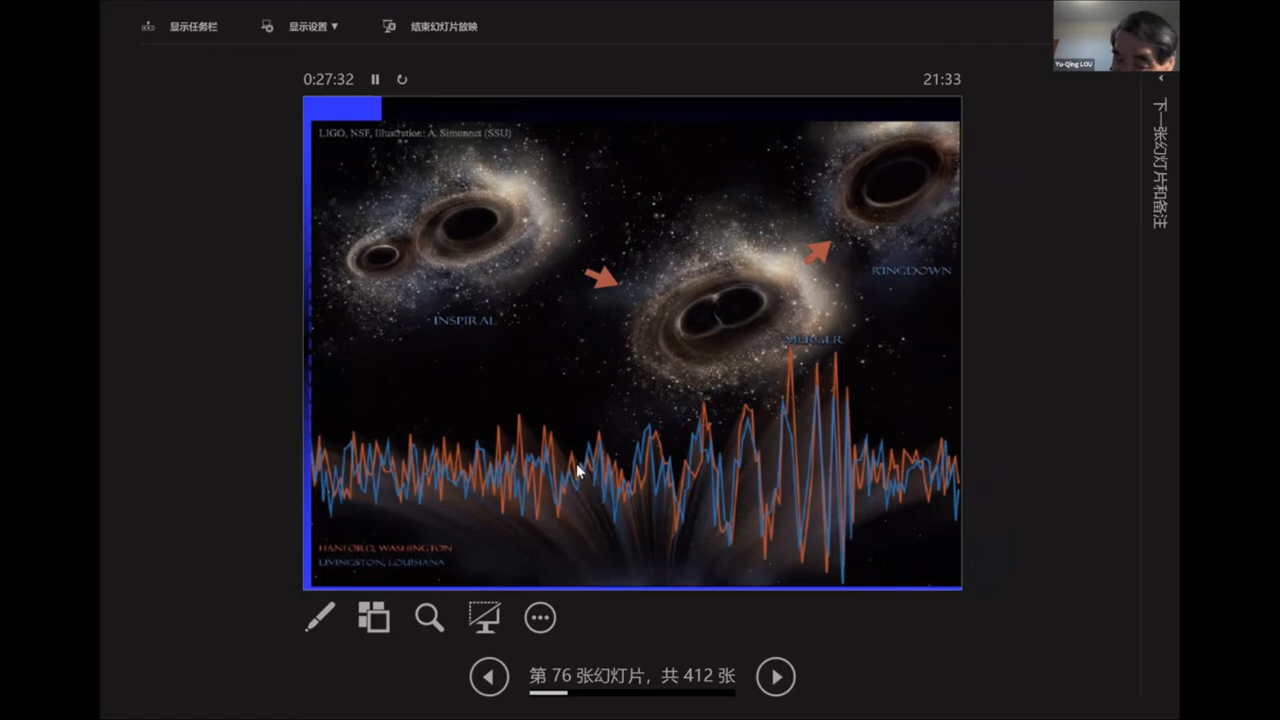 显示任务栏 显示设置▼ 结束幻灯片放映
Yu-Qing LOU
0:27:32 21:33
下一张幻灯片和备注
LIGO, NSF, Illustration: A. Simonnet (SSU)
RINGDOWN
INSPIRAL
MERGER
HANFORD, WASHINGTON
LIVINGSTON, LOUISIANA
第 76 张幻灯片，共 412 张